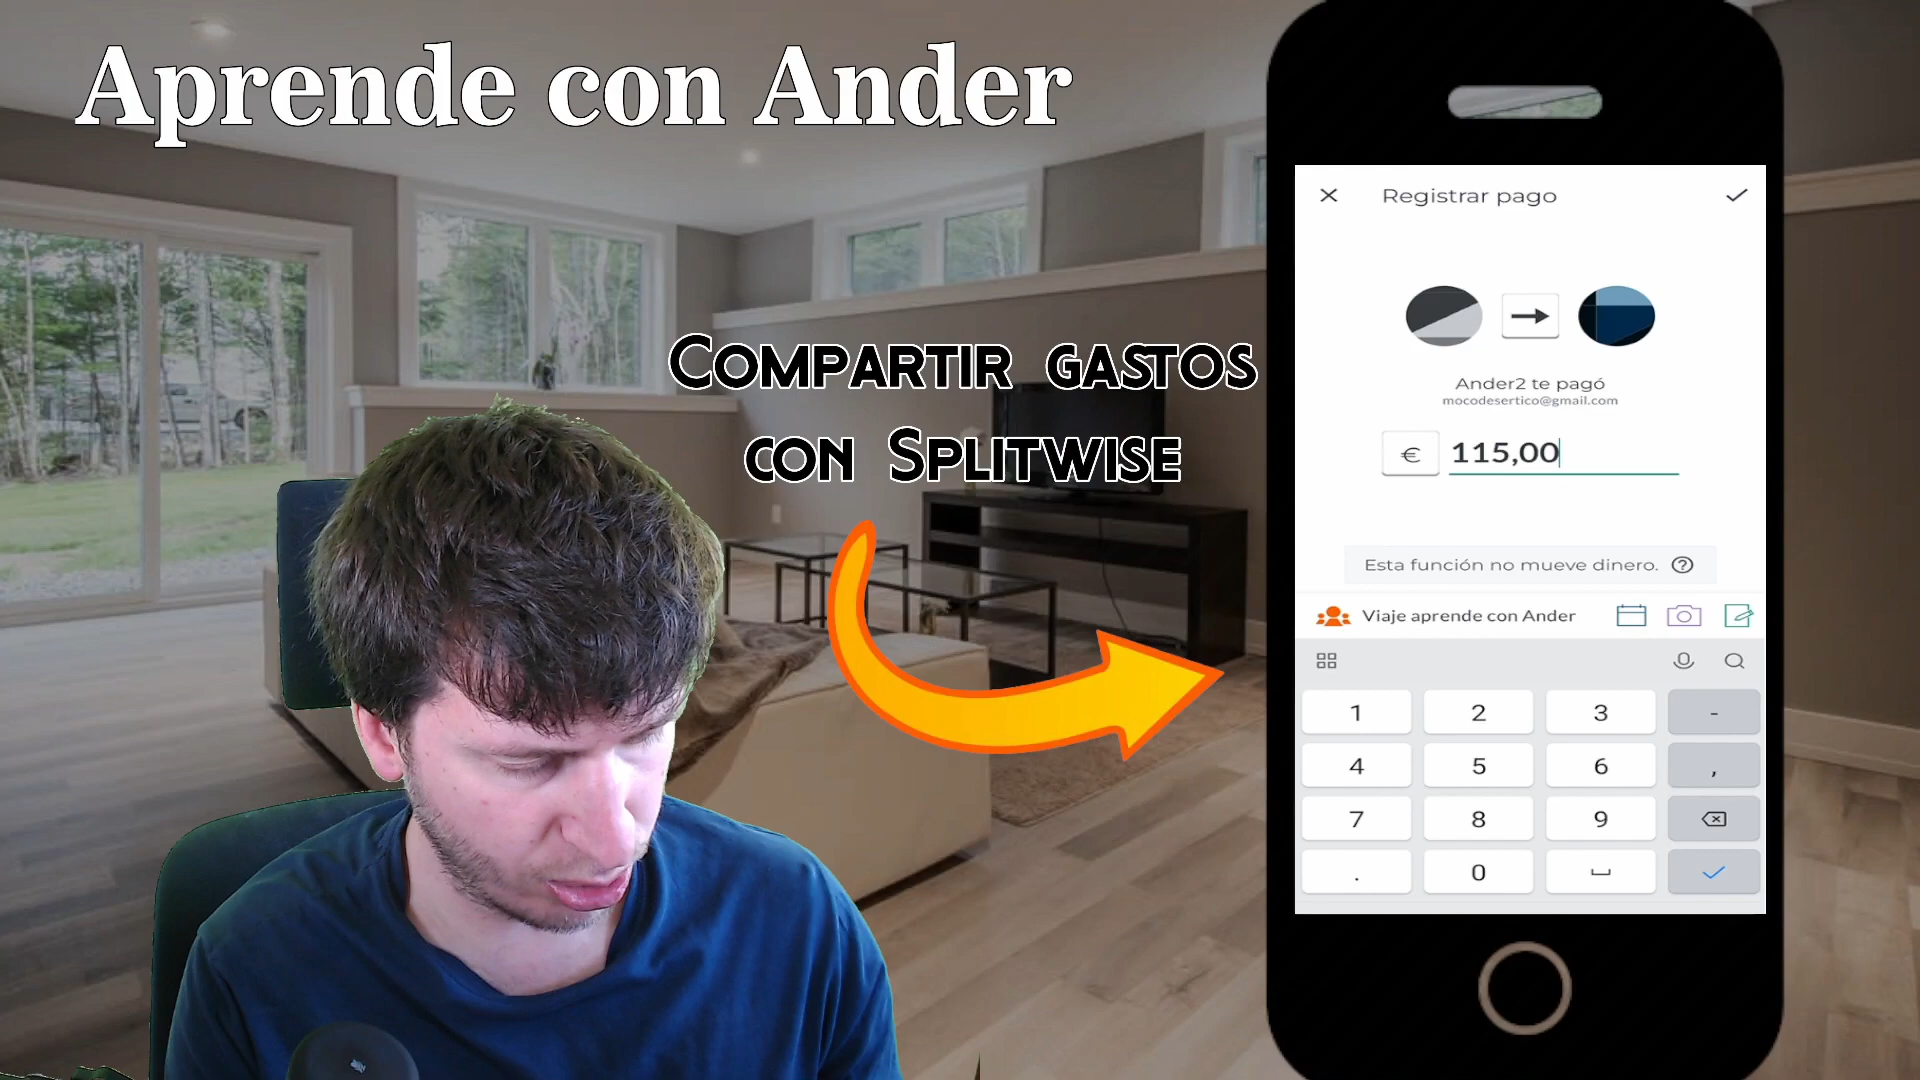 Aprende con Ander
Compartir gastos
con Splitwise
Registrar pago
Ander2 te pagó
mocodesertico@gmail.com
€ 115,00
Esta función no mueve dinero. ?
Viaje aprende con Ander
1 2 3 -
4 5 6 ,
7 8 9
. 0